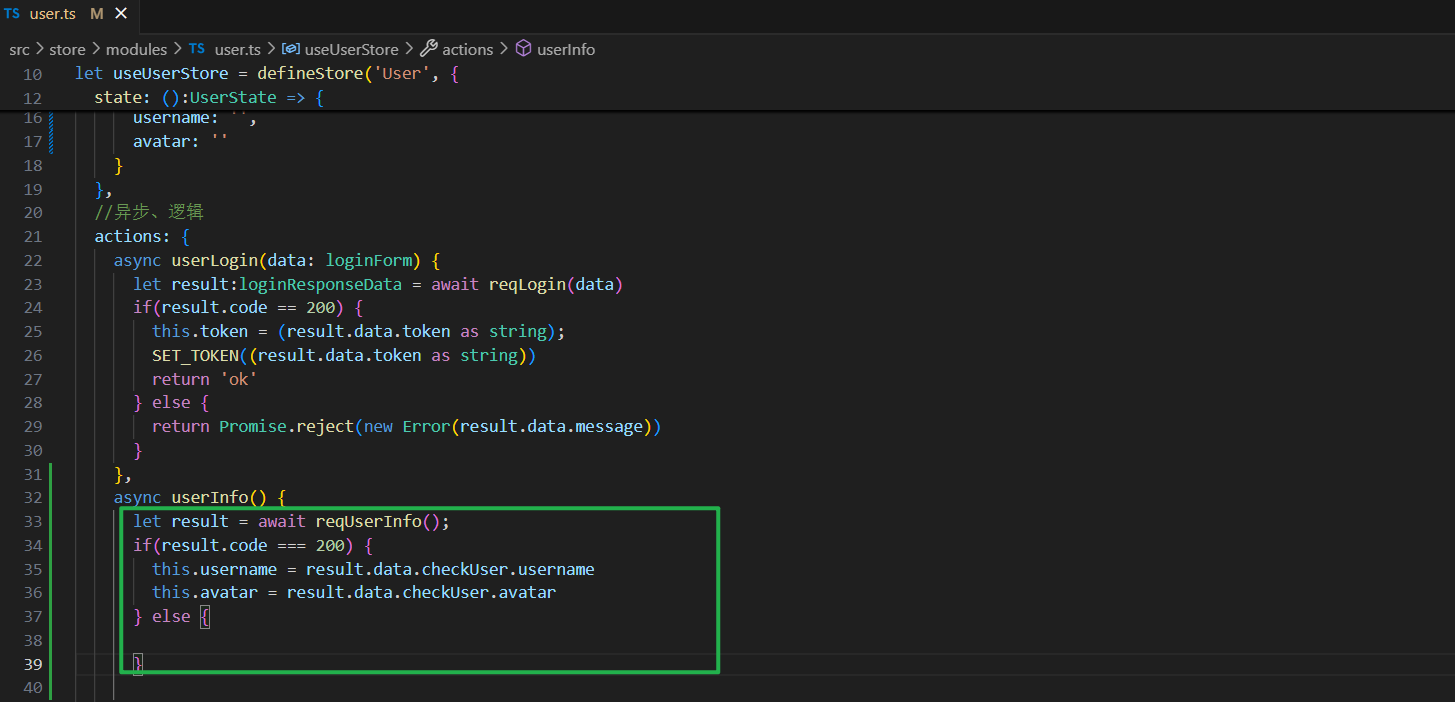 TS user.ts M ×
src > store > modules > TS user.ts > useUserStore > actions > userInfo
10 let useUserStore = defineStore('User', {
12 state: ():UserState => {
16 username: '',
17 avatar: ''
18 }
19 },
20 //异步、逻辑
21 actions: {
22 async userLogin(data: loginForm) {
23 let result:loginResponseData = await reqLogin(data)
24 if(result.code == 200) {
25 this.token = (result.data.token as string);
26 SET_TOKEN((result.data.token as string))
27 return 'ok'
28 } else {
29 return Promise.reject(new Error(result.data.message))
30 }
31 },
32 async userInfo() {
33 let result = await reqUserInfo();
34 if(result.code === 200) {
35 this.username = result.data.checkUser.username
36 this.avatar = result.data.checkUser.avatar
37 } else {
38
39 }
40